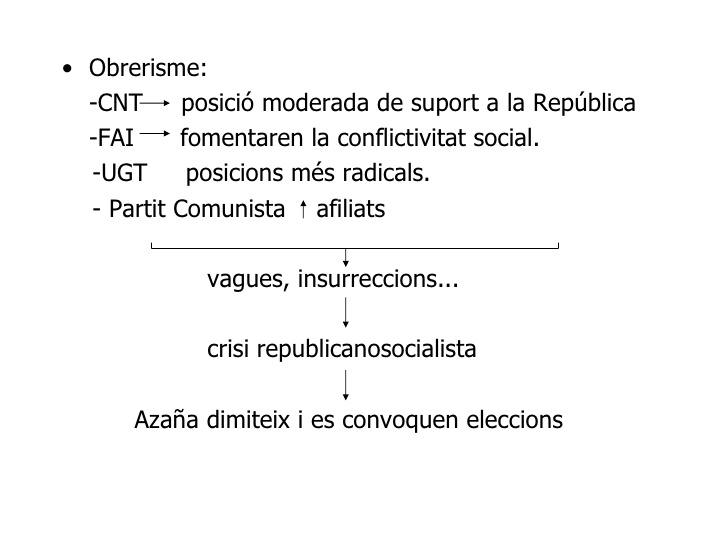 • Obrerisme:
-CNT → posició moderada de suport a la República
-FAI → fomentaren la conflictivitat social.
-UGT posicions més radicals.
- Partit Comunista ↑ afiliats
vagues, insurreccions...
crisi republicanosocialista
Azaña dimiteix i es convoquen eleccions